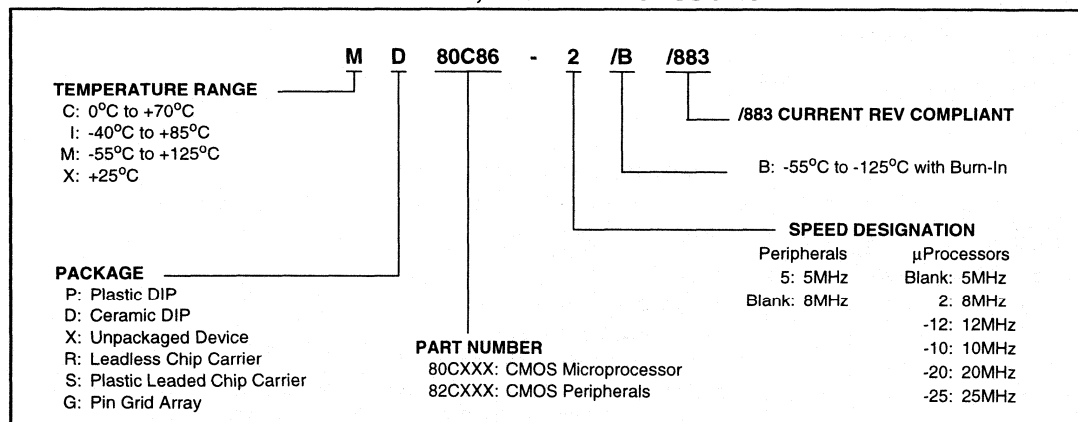 M D 80C86 - 2 /B /883
TEMPERATURE RANGE
C: 0°C to +70°C
I: -40°C to +85°C
M: -55°C to +125°C
X: +25°C
/883 CURRENT REV COMPLIANT
B: -55°C to -125°C with Burn-In
SPEED DESIGNATION
Peripherals
5: 5MHz
Blank: 8MHz
µProcessors
Blank: 5MHz
2: 8MHz
-12: 12MHz
-10: 10MHz
-20: 20MHz
-25: 25MHz
PACKAGE
P: Plastic DIP
D: Ceramic DIP
X: Unpackaged Device
R: Leadless Chip Carrier
S: Plastic Leaded Chip Carrier
G: Pin Grid Array
PART NUMBER
80CXXX: CMOS Microprocessor
82CXXX: CMOS Peripherals